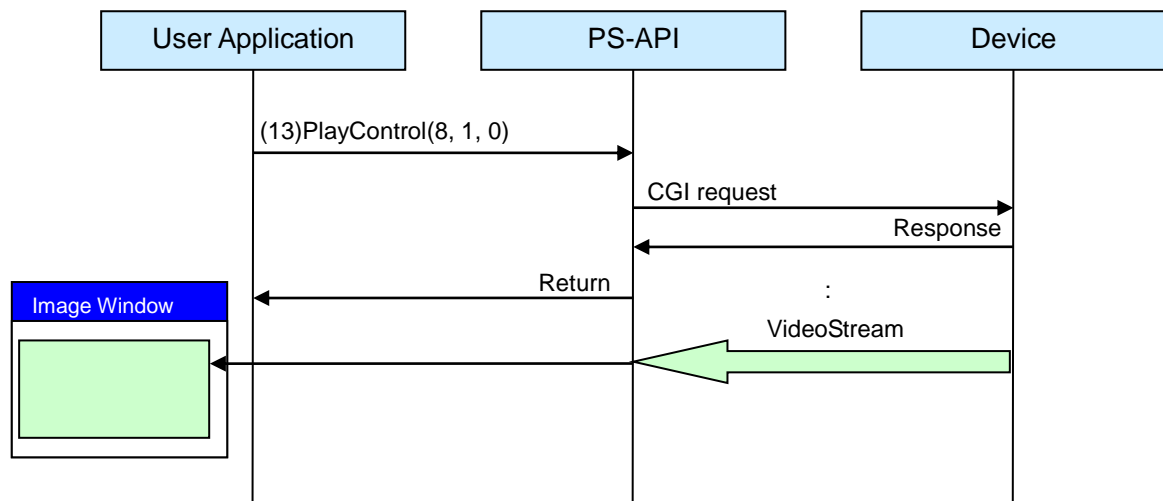 User Application
PS-API
Device
(13)PlayControl(8, 1, 0)
CGI request
Response
Return
:
Image Window
VideoStream